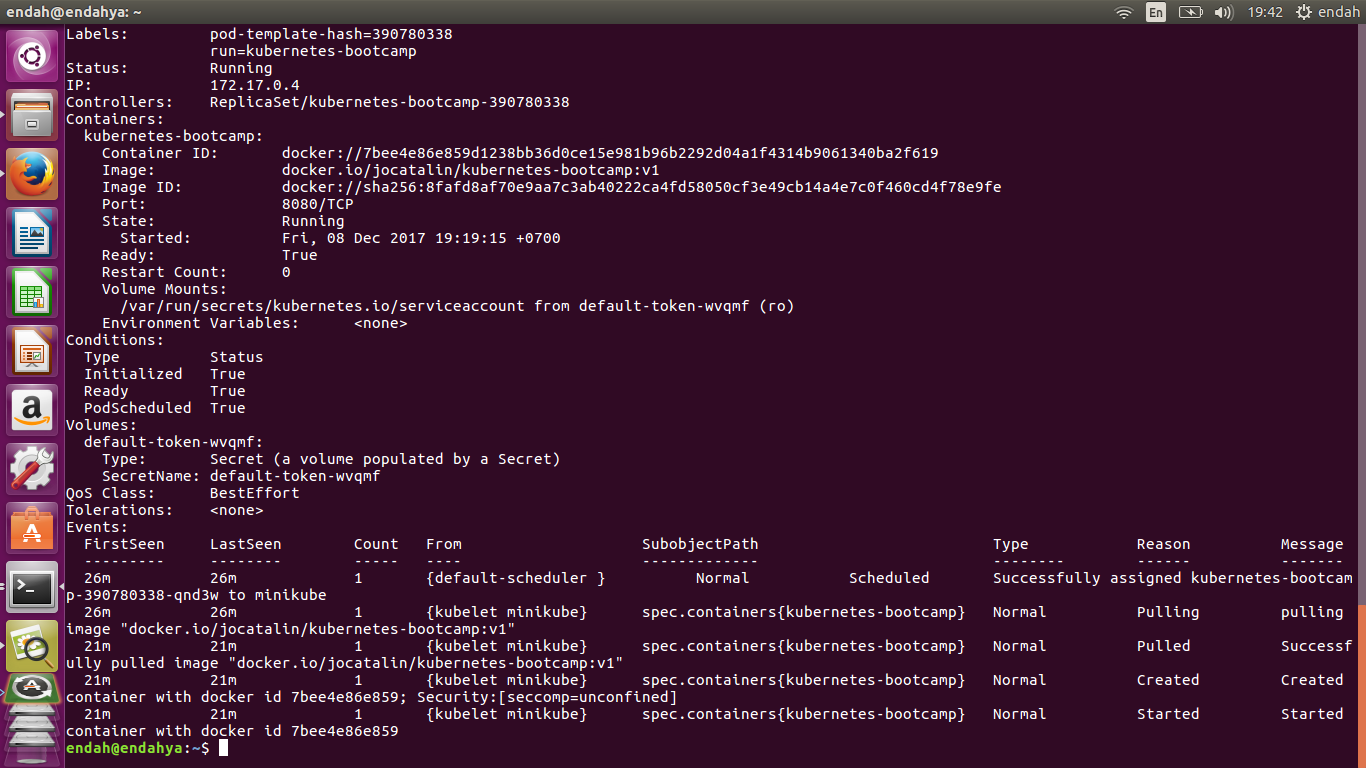 endah@endahya: ~
En
19:42
endah
Labels: pod-template-hash=390780338
run=kubernetes-bootcamp
Status: Running
IP: 172.17.0.4
Controllers: ReplicaSet/kubernetes-bootcamp-390780338
Containers:
kubernetes-bootcamp:
Container ID: docker://7bee4e86e859d1238bb36d0ce15e981b96b2292d04a1f4314b9061340ba2f619
Image: docker.io/jocatalin/kubernetes-bootcamp:v1
Image ID: docker://sha256:8fafd8af70e9aa7c3ab40222ca4fd58050cf3e49cb14a4e7c0f460cd4f78e9fe
Port: 8080/TCP
State: Running
Started: Fri, 08 Dec 2017 19:19:15 +0700
Ready: True
Restart Count: 0
Volume Mounts:
/var/run/secrets/kubernetes.io/serviceaccount from default-token-wvqmf (ro)
Environment Variables: <none>
Conditions:
Type Status
Initialized True
Ready True
PodScheduled True
Volumes:
default-token-wvqmf:
Type: Secret (a volume populated by a Secret)
SecretName: default-token-wvqmf
QoS Class: BestEffort
Tolerations: <none>
Events:
FirstSeen LastSeen Count From SubobjectPath Type Reason Message
--------- -------- ----- ---- ------------- -------- ------ -------
26m 26m 1 {default-scheduler } Normal Scheduled Successfully assigned kubernetes-bootcam
p-390780338-qnd3w to minikube
26m 26m 1 {kubelet minikube} spec.containers{kubernetes-bootcamp} Normal Pulling pulling
image "docker.io/jocatalin/kubernetes-bootcamp:v1"
21m 21m 1 {kubelet minikube} spec.containers{kubernetes-bootcamp} Normal Pulled Successf
ully pulled image "docker.io/jocatalin/kubernetes-bootcamp:v1"
21m 21m 1 {kubelet minikube} spec.containers{kubernetes-bootcamp} Normal Created Created
container with docker id 7bee4e86e859; Security:[seccomp=unconfined]
21m 21m 1 {kubelet minikube} spec.containers{kubernetes-bootcamp} Normal Started Started
container with docker id 7bee4e86e859
endah@endahya:~$